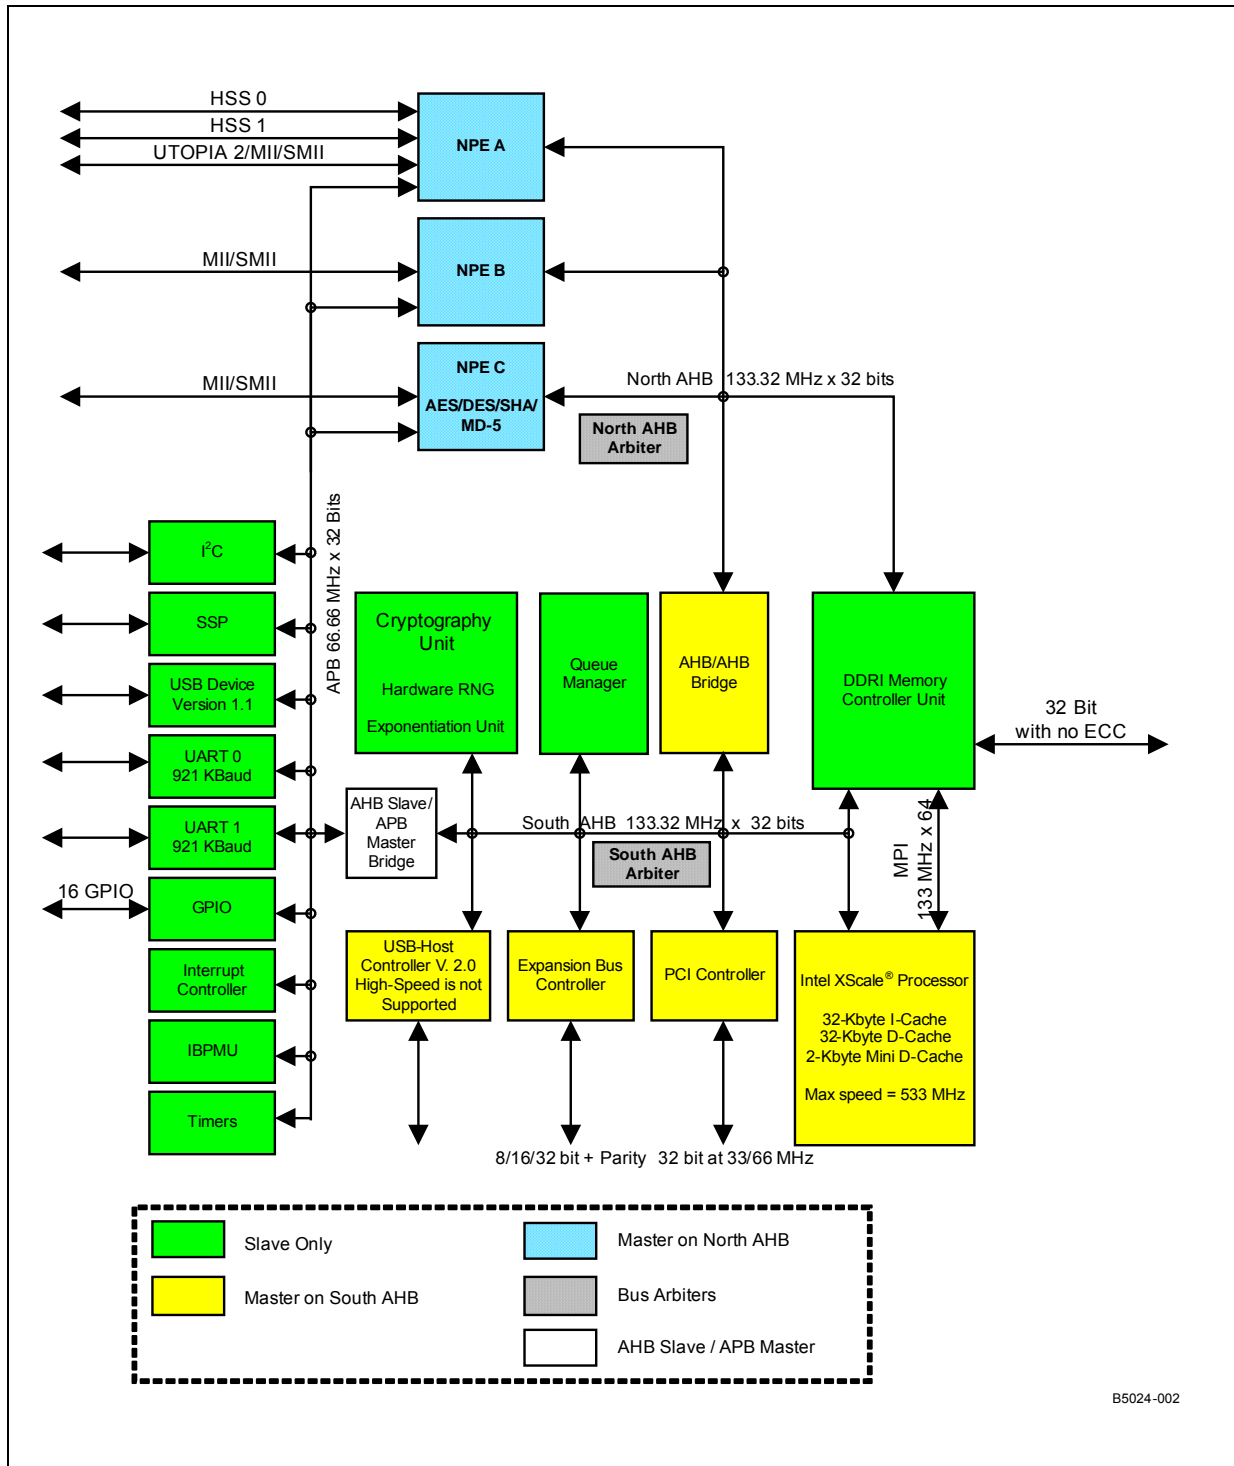 HSS 0
HSS 1
UTOPIA 2/MII/SMII
NPE A
MII/SMII
NPE B
MII/SMII
NPE C
AES/DES/SHA/
MD-5
North AHB 133.32 MHz x 32 bits
North AHB
Arbiter
APB 66.66 MHz x 32 Bits
I²C
SSP
USB Device
Version 1.1
UART 0
921 KBaud
UART 1
921 KBaud
16 GPIO
GPIO
Interrupt
Controller
IBPMU
Timers
Cryptography
Unit
Hardware RNG
Exponentiation Unit
Queue
Manager
AHB/AHB
Bridge
DDRI Memory
Controller Unit
32 Bit
with no ECC
AHB Slave/
APB
Master
Bridge
South AHB 133.32 MHz x 32 bits
South AHB
Arbiter
MPI
133 MHz x 64
USB-Host
Controller V. 2.0
High-Speed is not
Supported
Expansion Bus
Controller
PCI Controller
Intel XScale® Processor
32-Kbyte I-Cache
32-Kbyte D-Cache
2-Kbyte Mini D-Cache
Max speed = 533 MHz
8/16/32 bit + Parity
32 bit at 33/66 MHz
Slave Only
Master on South AHB
Master on North AHB
Bus Arbiters
AHB Slave / APB Master
B5024-002